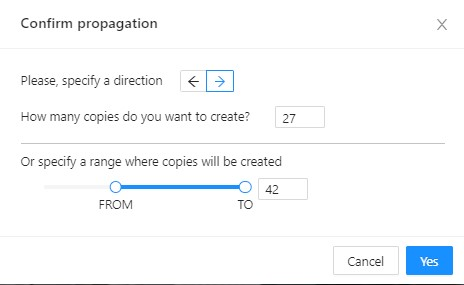 Confirm propagation
Please, specify a direction
How many copies do you want to create? 27
Or specify a range where copies will be created
42
FROM TO
Cancel Yes